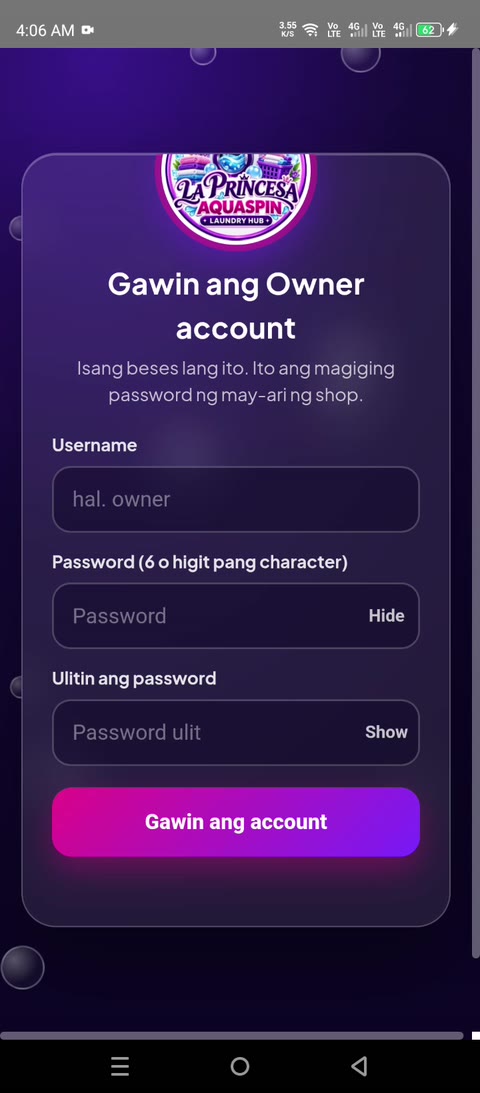 4:06 AM
3.55
K/S
Vo
LTE
4G
Vo
LTE
4G
62
LA PRINCESA
AQUASPIN
LAUNDRY HUB
Gawin ang Owner
account
Isang beses lang ito. Ito ang magiging
password ng may-ari ng shop.
Username
hal. owner
Password (6 o higit pang character)
Password
Hide
Ulitin ang password
Password ulit
Show
Gawin ang account